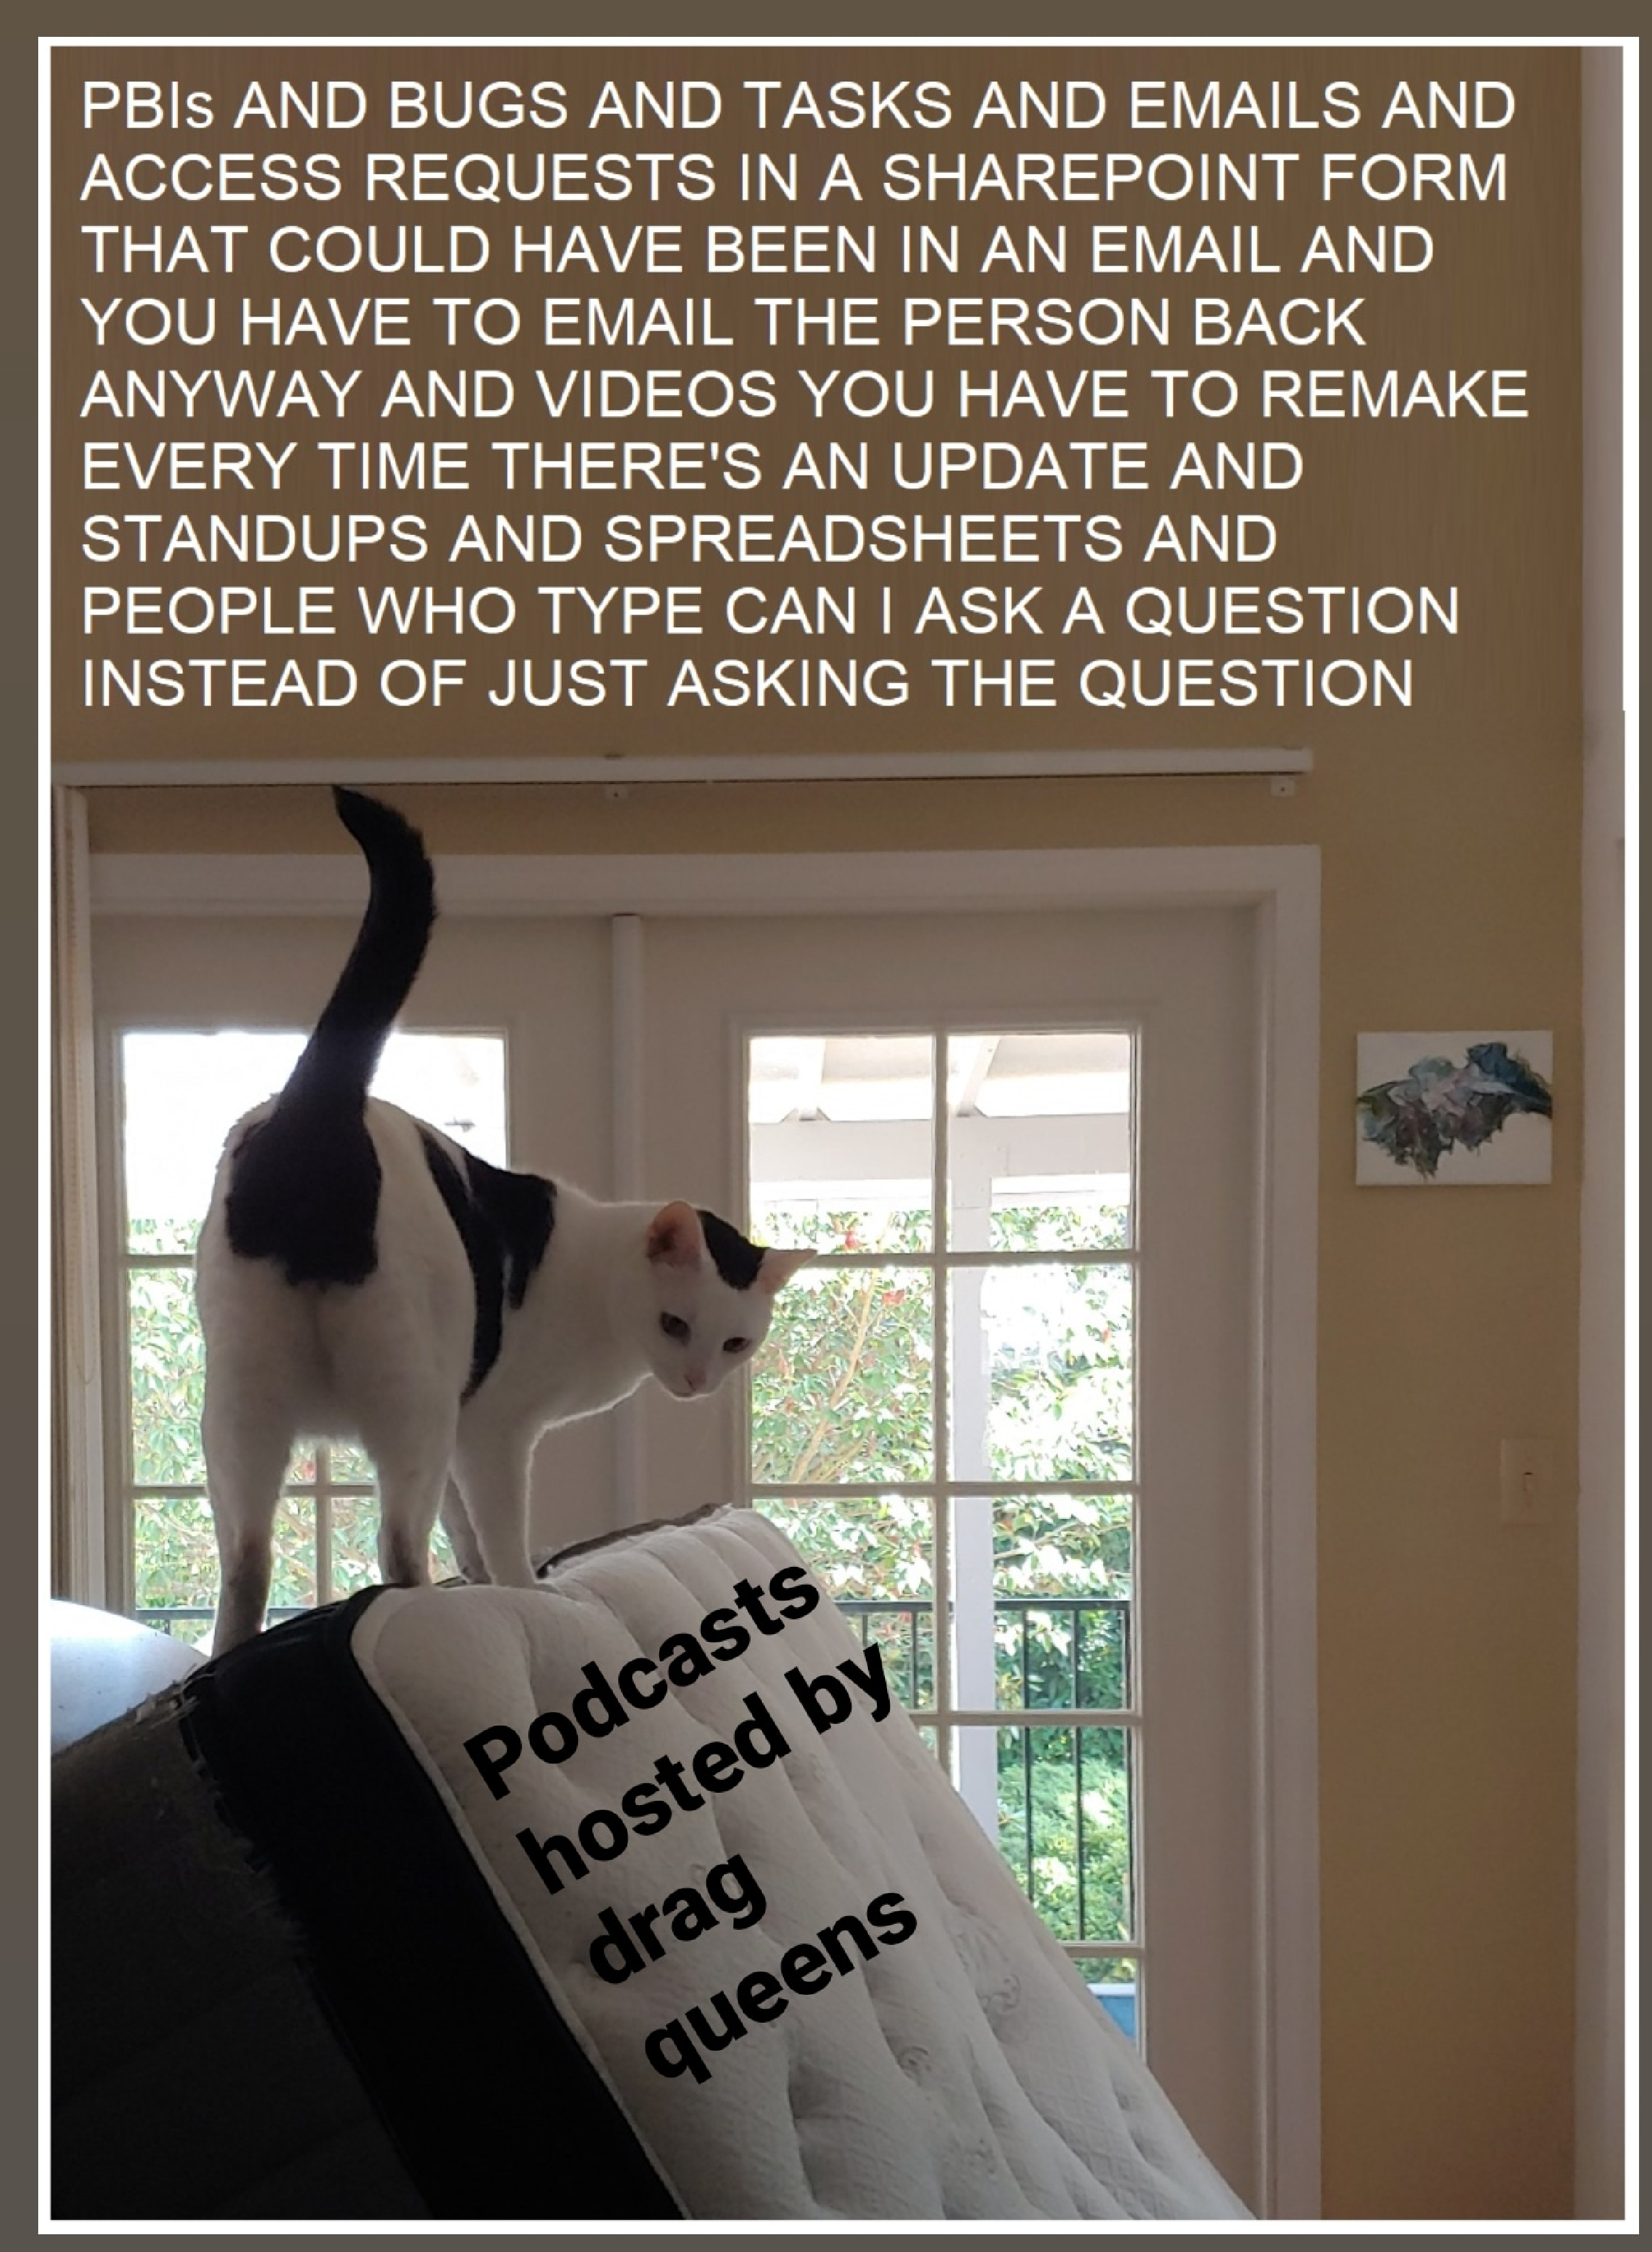 PBIs AND BUGS AND TASKS AND EMAILS AND
ACCESS REQUESTS IN A SHAREPOINT FORM
THAT COULD HAVE BEEN IN AN EMAIL AND
YOU HAVE TO EMAIL THE PERSON BACK
ANYWAY AND VIDEOS YOU HAVE TO REMAKE
EVERY TIME THERE'S AN UPDATE AND
STANDUPS AND SPREADSHEETS AND
PEOPLE WHO TYPE CAN I ASK A QUESTION
INSTEAD OF JUST ASKING THE QUESTION
Podcasts
hosted by
drag
queens